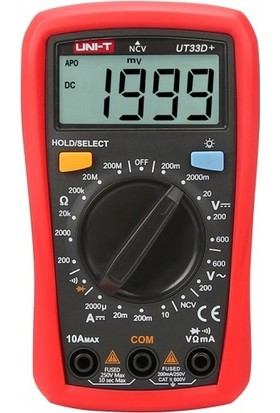 UNI-T NCV UT33D+
APO mV
DC 1999
HOLD/SELECT
200M OFF 200m
20M 2000m
200k 20 V
Ω 20k 200
2000 600
200 600
200 V~
2000μ NCV
A 20m 200m 10
10AMAX COM VΩmA
FUSED
250V Max
10 sec Max
FUSED
200mA/250V
CAT II 600V